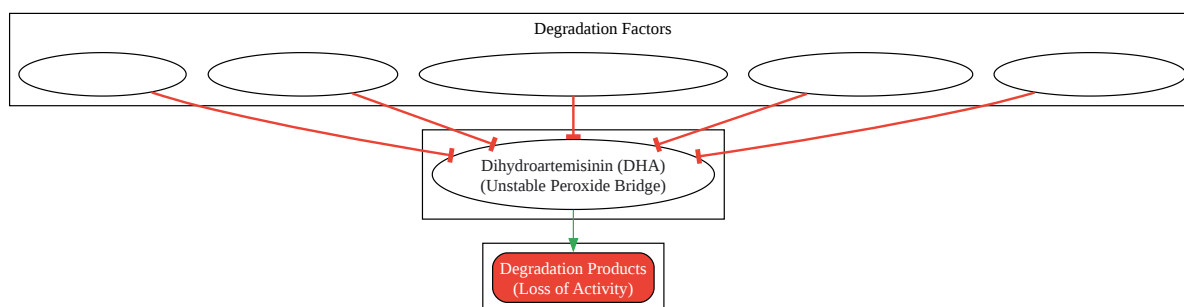 Degradation Factors
Dihydroartemisinin (DHA)
(Unstable Peroxide Bridge)
Degradation Products
(Loss of Activity)